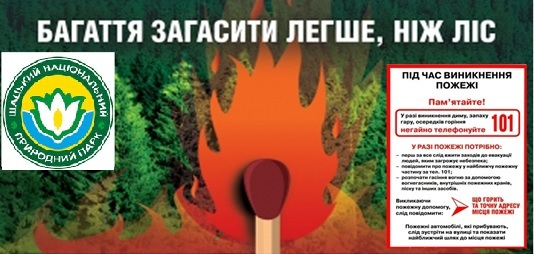 БАГАТТЯ ЗАГАСИТИ ЛЕГШЕ, НІЖ ЛІС
ШАЦЬКИЙ НАЦІОНАЛЬНИЙ
ПРИРОДНИЙ ПАРК
ПІД ЧАС ВИНИКНЕННЯ
ПОЖЕЖІ
Пам'ятайте!
У разі виникнення диму, запаху
гару, осередків горіння
негайно телефонуйте 101
У РАЗІ ПОЖЕЖІ ПОТРІБНО:
– перш за все слід вжити заходів до евакуації
людей, яким загрожує небезпека;
– повідомити про пожежу у найближчу пожежну
частину за тел. 101;
– розпочати гасіння вогню за допомогою
вогнегасників, внутрішніх пожежних кранів,
піску та інших засобів.
Викликаючи
пожежну допомогу,
слід повідомити:
ЩО ГОРИТЬ
ТА ТОЧНУ АДРЕСУ
МІСЦЯ ПОЖЕЖІ
Пожежні автомобілі, які прибувають,
слід зустріти на вулиці та показати
найближчий шлях до місця пожежі